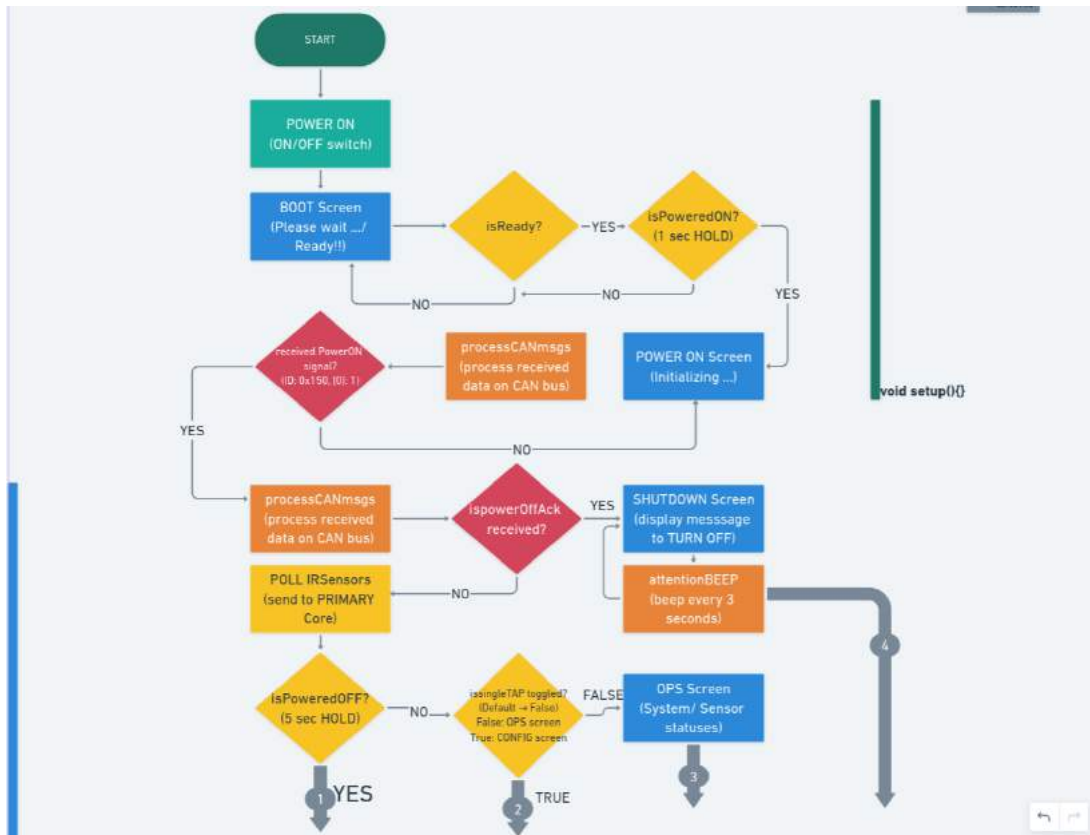 START
POWER ON
(ON/OFF switch)
BOOT Screen
(Please wait .../
Ready!!)
isReady?
YES
isPoweredON?
(1 sec HOLD)
NO
NO
YES
received PowerON
signal?
(ID: 0x150, [0]: 1)
processCANmsgs
(process received
data on CAN bus)
POWER ON Screen
(Initializing ...)
void setup(){}
YES
NO
processCANmsgs
(process received
data on CAN bus)
ispowerOffAck
received?
YES
SHUTDOWN Screen
(display messsage
to TURN OFF)
POLL IRSensors
(send to PRIMARY
Core)
NO
attentionBEEP
(beep every 3
seconds)
4
isPoweredOFF?
(5 sec HOLD)
NO
issingleTAP toggled?
(Default → False)
False: OPS screen
True: CONFIG screen
FALSE
OPS Screen
(System/ Sensor
statuses)
1
YES
2
TRUE
3